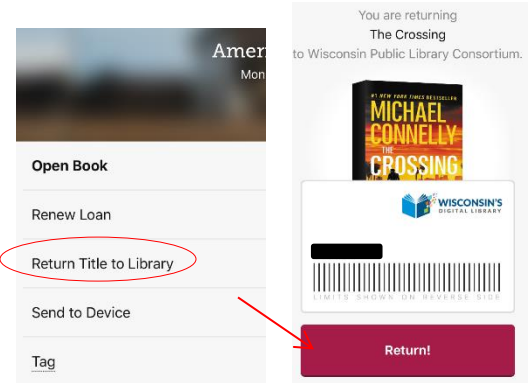 Amer
Mon
Open Book
Renew Loan
Return Title to Library
Send to Device
Tag
You are returning
The Crossing
to Wisconsin Public Library Consortium.
#1 NEW YORK TIMES BESTSELLER
MICHAEL
CONNELLY
THE
CROSSING
WISCONSIN'S
DIGITAL LIBRARY
LIMITS SHOWN ON REVERSE SIDE
Return!